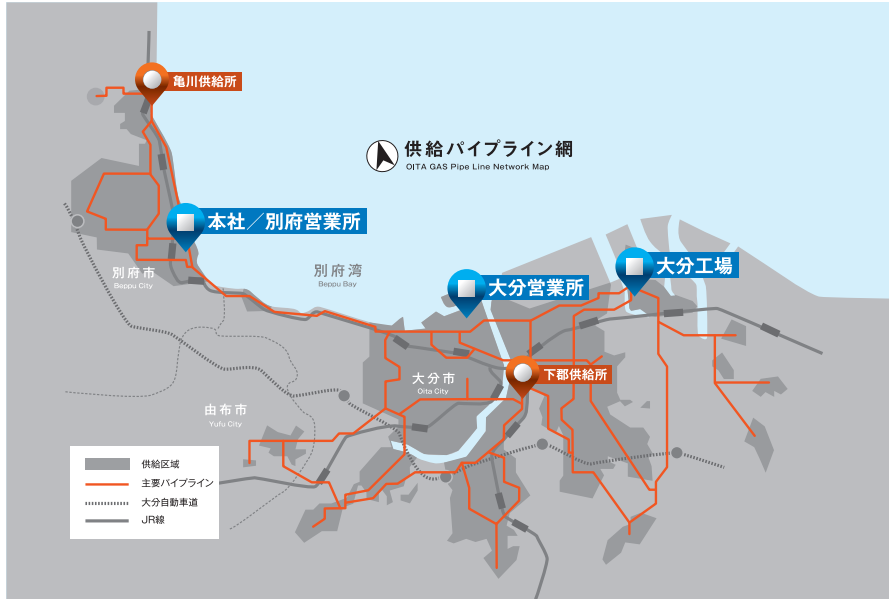 亀川供給所
供給パイプライン網
OITA GAS Pipe Line Network Map
本社／別府営業所
別府市
Beppu City
別府湾
Beppu Bay
大分営業所
大分工場
大分市
Oita City
下郡供給所
由布市
Yufu City
供給区域
主要パイプライン
大分自動車道
JR線